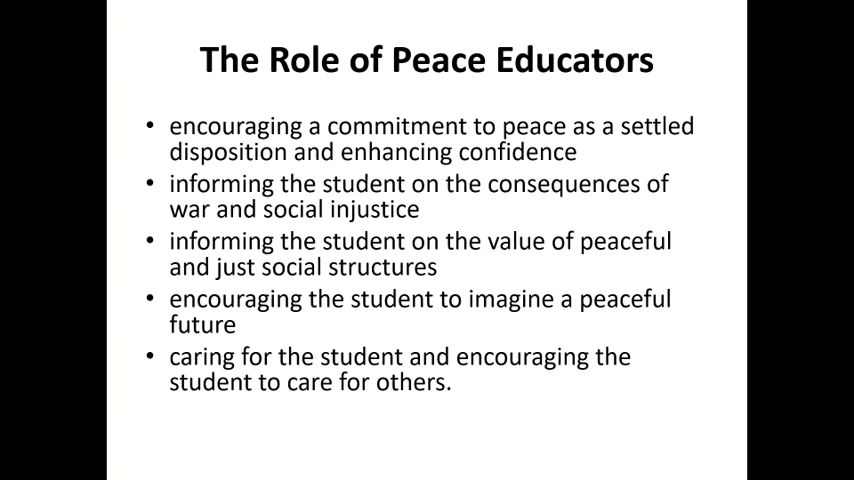 The Role of Peace Educators
• encouraging a commitment to peace as a settled
disposition and enhancing confidence
• informing the student on the consequences of
war and social injustice
• informing the student on the value of peaceful
and just social structures
• encouraging the student to imagine a peaceful
future
• caring for the student and encouraging the
student to care for others.